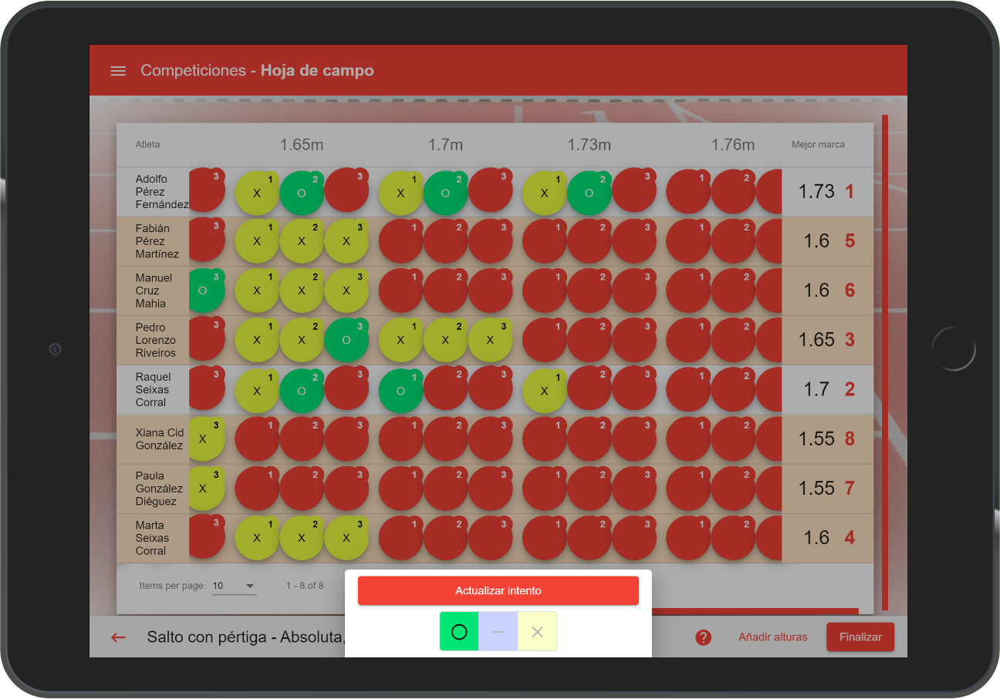 Competiciones - Hoja de campo
Atleta 1.65m 1.7m 1.73m 1.76m Mejor marca
Adolfo
Pérez
Fernández
3 X 1 O 2 3 X 1 O 2 3 X 1 O 2 3 1 2 1.73 1
Fabián
Pérez
Martínez
3 X 1 X 2 X 3 1 2 3 1 2 3 1 2 1.6 5
Manuel
Cruz
Mahia
O 3 X 1 X 2 X 3 1 2 3 1 2 3 1 2 1.6 6
Pedro
Lorenzo
Riveiros
3 X 1 X 2 O 3 X 1 X 2 X 3 1 2 3 1 2 1.65 3
Raquel
Seixas
Corral
3 X 1 O 2 3 O 1 2 3 X 1 2 3 1 2 1.7 2
Xiana Cid
González
X 3 1 2 3 1 2 3 1 2 3 1 2 1.55 8
Paula
González
Diéguez
X 3 1 2 3 1 2 3 1 2 3 1 2 1.55 7
Marta
Seixas
Corral
3 X 1 X 2 X 3 1 2 3 1 2 3 1 2 1.6 4
Items per page: 10 1 - 8 of 8
Actualizar intento
Salto con pértiga - Absoluta,
? Añadir alturas Finalizar